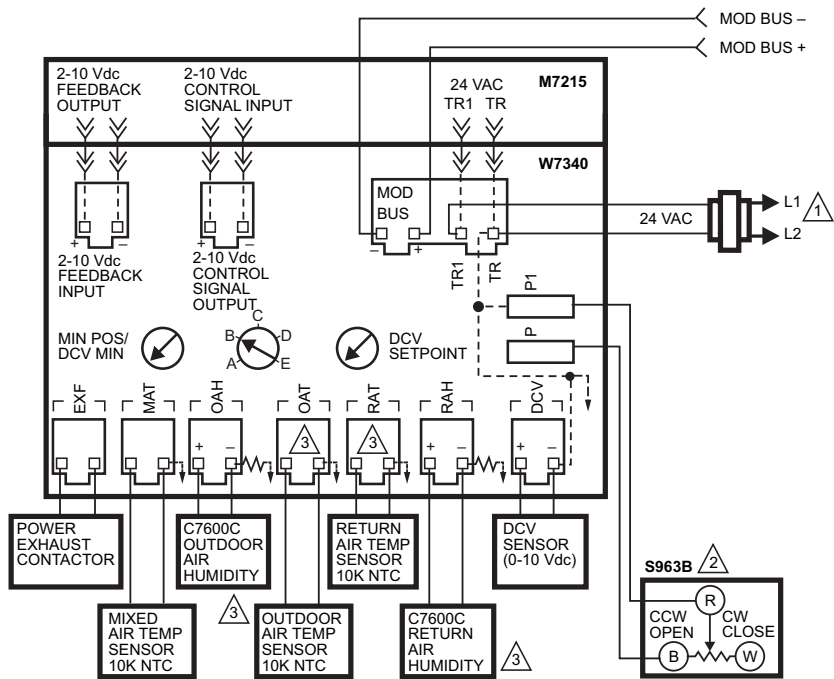 MOD BUS –
MOD BUS +
2-10 Vdc
FEEDBACK
OUTPUT
2-10 Vdc
CONTROL
SIGNAL INPUT
24 VAC
TR1 TR
M7215
W7340
MOD
BUS
– +
TR1
TR
24 VAC
L1
L2
1
+ –
2-10 Vdc
FEEDBACK
INPUT
+ –
2-10 Vdc
CONTROL
SIGNAL
OUTPUT
P1
P
MIN POS/
DCV MIN
A
B
C
D
E
DCV
SETPOINT
EXF
MAT
OAH
OAT
RAT
RAH
DCV
+ –
3
3
+ –
+ –
POWER
EXHAUST
CONTACTOR
C7600C
OUTDOOR
AIR
HUMIDITY
3
RETURN
AIR TEMP
SENSOR
10K NTC
DCV
SENSOR
(0-10 Vdc)
MIXED
AIR TEMP
SENSOR
10K NTC
OUTDOOR
AIR TEMP
SENSOR
10K NTC
C7600C
RETURN
AIR
HUMIDITY
3
S963B
2
R
CCW
OPEN
CW
CLOSE
B
W